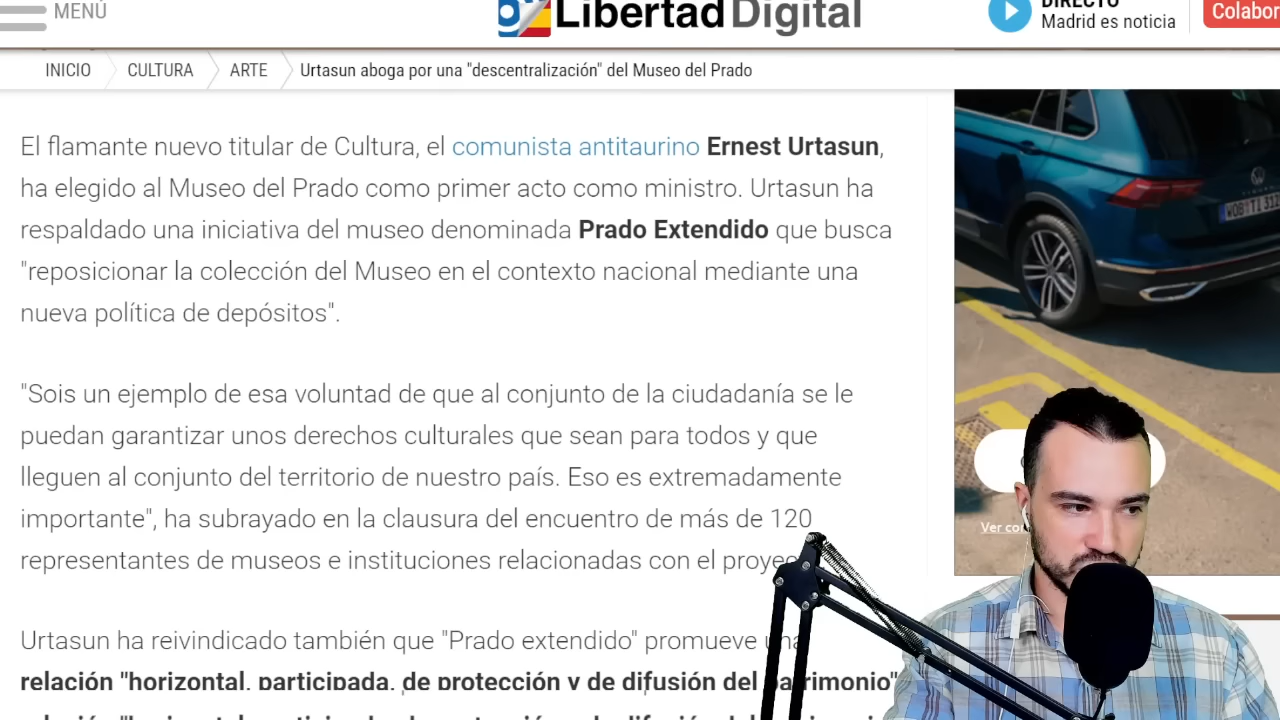 MENÚ
Libertad Digital
DIRECTO
Madrid es noticia
Colabor
INICIO
CULTURA
ARTE
Urtasun aboga por una "descentralización" del Museo del Prado
El flamante nuevo titular de Cultura, el comunista antitaurino Ernest Urtasun,
ha elegido al Museo del Prado como primer acto como ministro. Urtasun ha
respaldado una iniciativa del museo denominada Prado Extendido que busca
"reposicionar la colección del Museo en el contexto nacional mediante una
nueva política de depósitos".
"Sois un ejemplo de esa voluntad de que al conjunto de la ciudadanía se le
puedan garantizar unos derechos culturales que sean para todos y que
lleguen al conjunto del territorio de nuestro país. Eso es extremadamente
importante", ha subrayado en la clausura del encuentro de más de 120
representantes de museos e instituciones relacionadas con el proye
Urtasun ha reivindicado también que "Prado extendido" promueve una
relación "horizontal, participada, de protección y de difusión del patrimonio"
Ver co